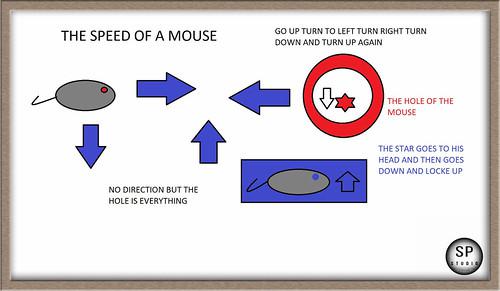 THE SPEED OF A MOUSE
GO UP TURN TO LEFT TURN RIGHT TURN
DOWN AND TURN UP AGAIN
THE HOLE OF THE
MOUSE
THE STAR GOES TO HIS
HEAD AND THEN GOES
DOWN AND LOCKE UP
NO DIRECTION BUT THE
HOLE IS EVERYTHING
SP
STUDIO